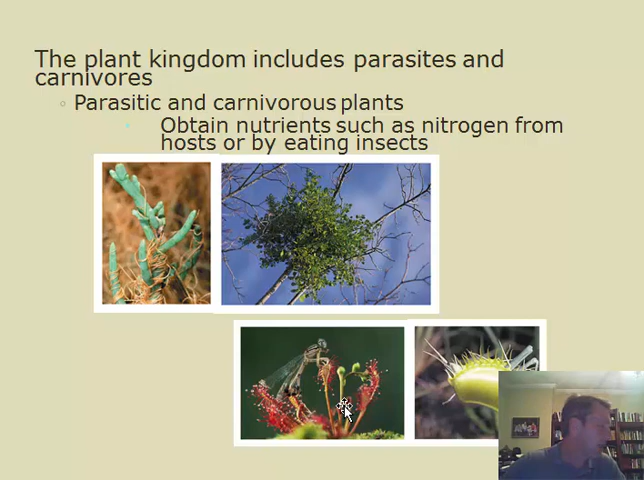 The plant kingdom includes parasites and
carnivores
Parasitic and carnivorous plants
Obtain nutrients such as nitrogen from
hosts or by eating insects